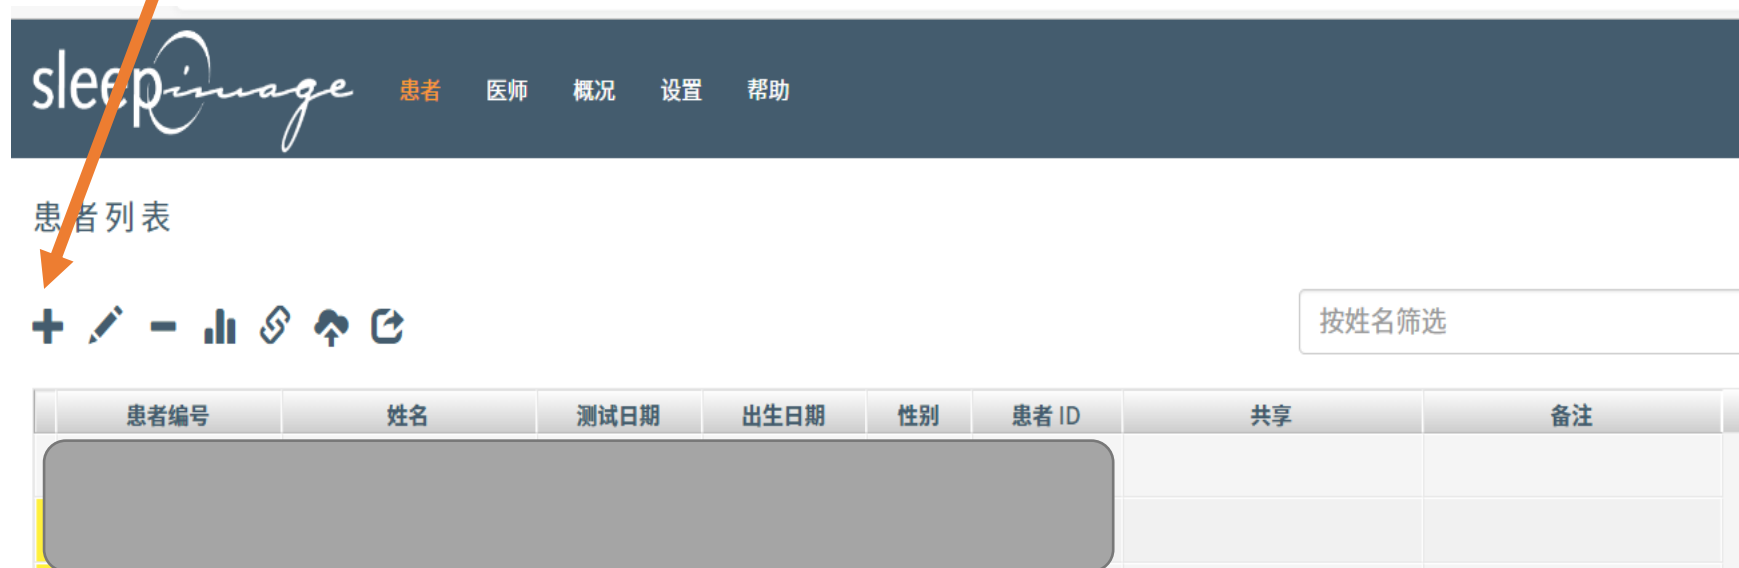 sleepimage 患者 医师 概况 设置 帮助
患者列表
按姓名筛选
患者编号 姓名 测试日期 出生日期 性别 患者 ID 共享 备注